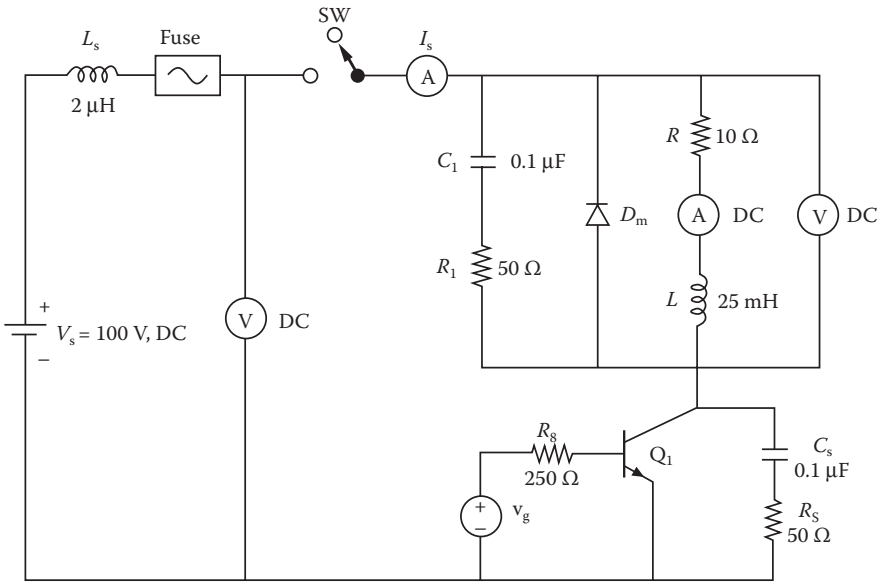 SW
L_s
Fuse
I_s
A
2 μH
C_1
0.1 μF
R
10 Ω
D_m
A
DC
V
DC
R_1
50 Ω
L
25 mH
+
V_s = 100 V, DC
−
V
DC
R_8
250 Ω
Q_1
C_s
0.1 μF
+
−
v_g
R_S
50 Ω